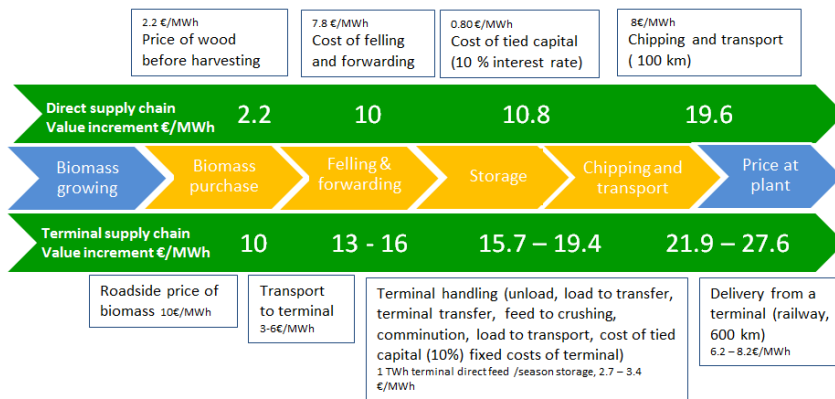 2.2 €/MWh
Price of wood
before harvesting
7.8 €/MWh
Cost of felling
and forwarding
0.80 €/MWh
Cost of tied capital
(10 % interest rate)
8€/MWh
Chipping and transport
( 100 km)
Direct supply chain
Value increment €/MWh
2.2
10
10.8
19.6
Biomass
growing
Biomass
purchase
Felling &
forwarding
Storage
Chipping and
transport
Price at
plant
Terminal supply chain
Value increment €/MWh
10
13 - 16
15.7 – 19.4
21.9 – 27.6
Roadside price of
biomass 10€/MWh
Transport
to terminal
3-6€/MWh
Terminal handling (unload, load to transfer,
terminal transfer, feed to crushing,
comminution, load to transport, cost of tied
capital (10%) fixed costs of terminal)
1 TWh terminal direct feed /season storage, 2.7 – 3.4
€/MWh
Delivery from a
terminal (railway,
600 km)
6.2 – 8.2€/MWh